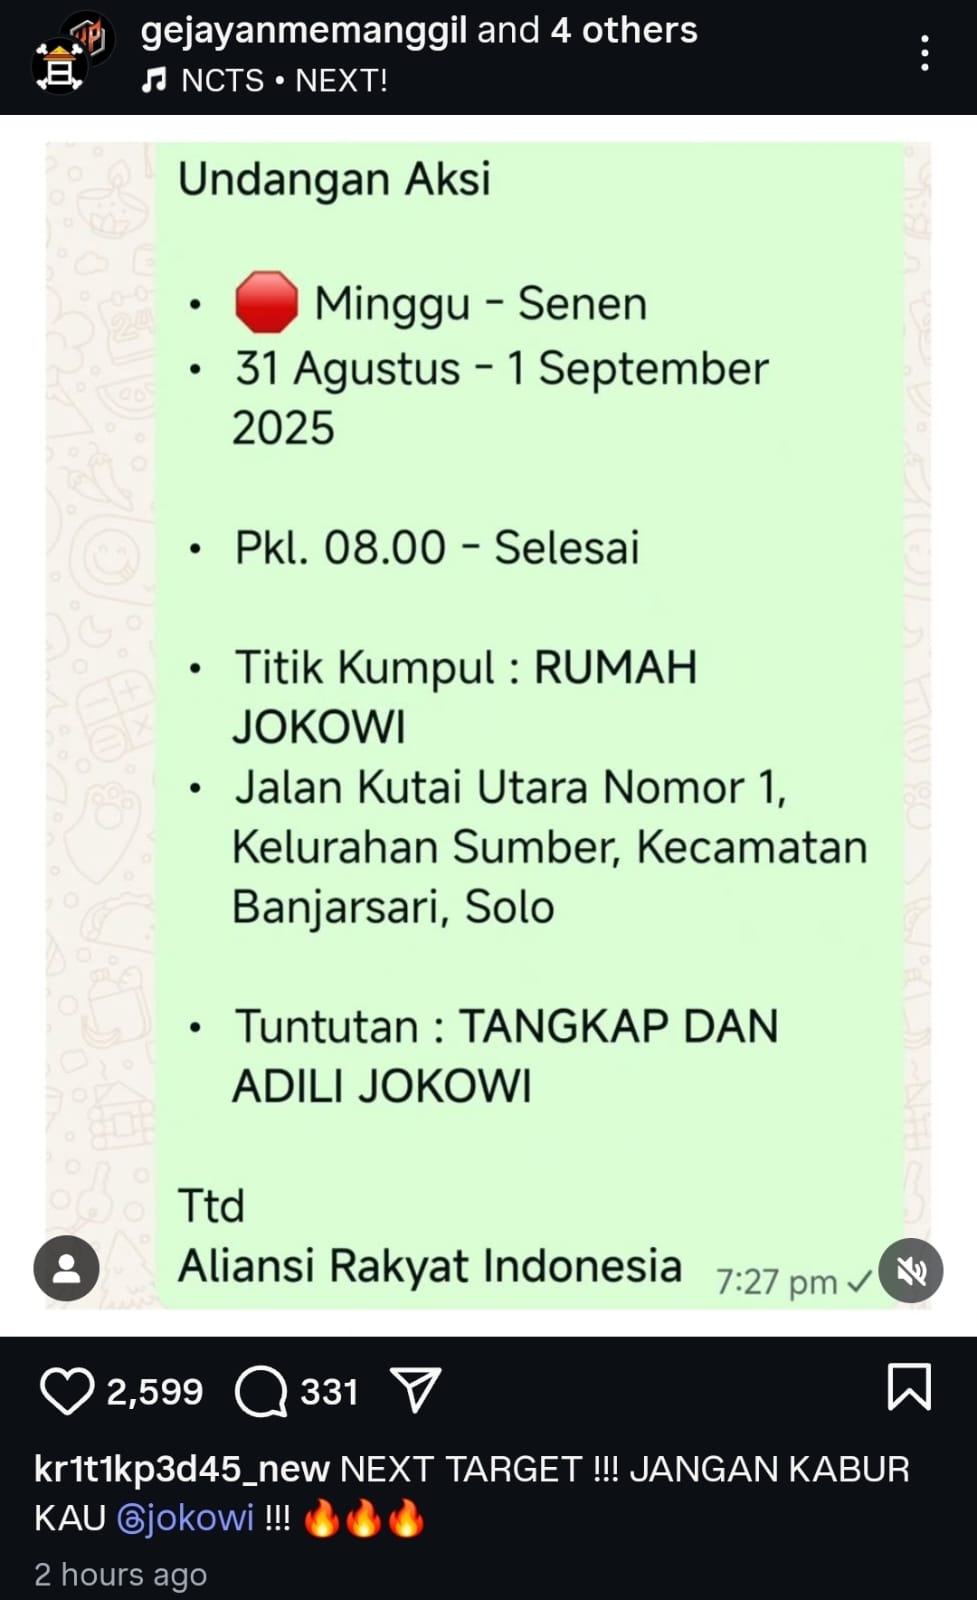 gejayanmemanggil and 4 others
NCTS • NEXT!
Undangan Aksi
• 🛑 Minggu - Senen
• 31 Agustus - 1 September
2025
• Pkl. 08.00 - Selesai
• Titik Kumpul : RUMAH
JOKOWI
• Jalan Kutai Utara Nomor 1,
Kelurahan Sumber, Kecamatan
Banjarsari, Solo
• Tuntutan : TANGKAP DAN
ADILI JOKOWI
Ttd
Aliansi Rakyat Indonesia 7:27 pm ✓
2,599 331
kr1t1kp3d45_new NEXT TARGET !!! JANGAN KABUR
KAU @jokowi !!! 🔥🔥🔥
2 hours ago